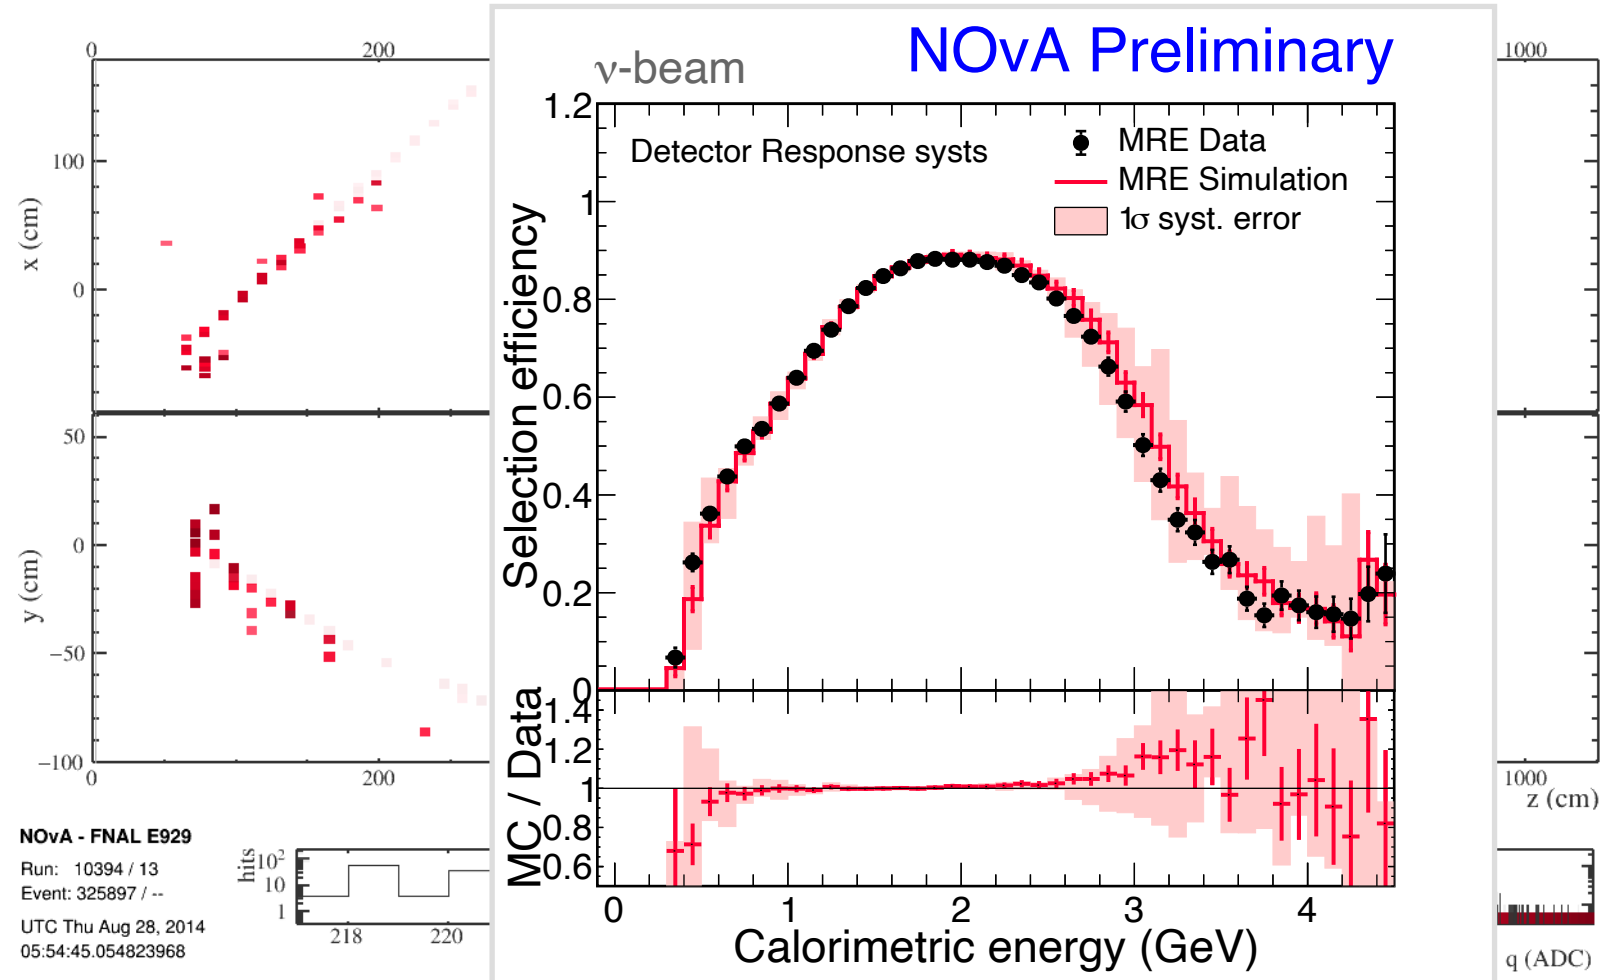 NOvA Preliminary
ν-beam
0 200 1000
1.2
Detector Response systs
MRE Data
MRE Simulation
1σ syst. error
1
0.8
0.6
0.4
0.2
0
Selection efficiency
100
0
x (cm)
50
0
−50
−100
y (cm)
0 200 1000
z (cm)
1.4
1.2
1
0.8
0.6
MC / Data
0 1 2 3 4
Calorimetric energy (GeV)
NOvA - FNAL E929
Run: 10394 / 13
Event: 325897 / --
UTC Thu Aug 28, 2014
05:54:45.054823968
hits
10²
10
1
218 220
q (ADC)